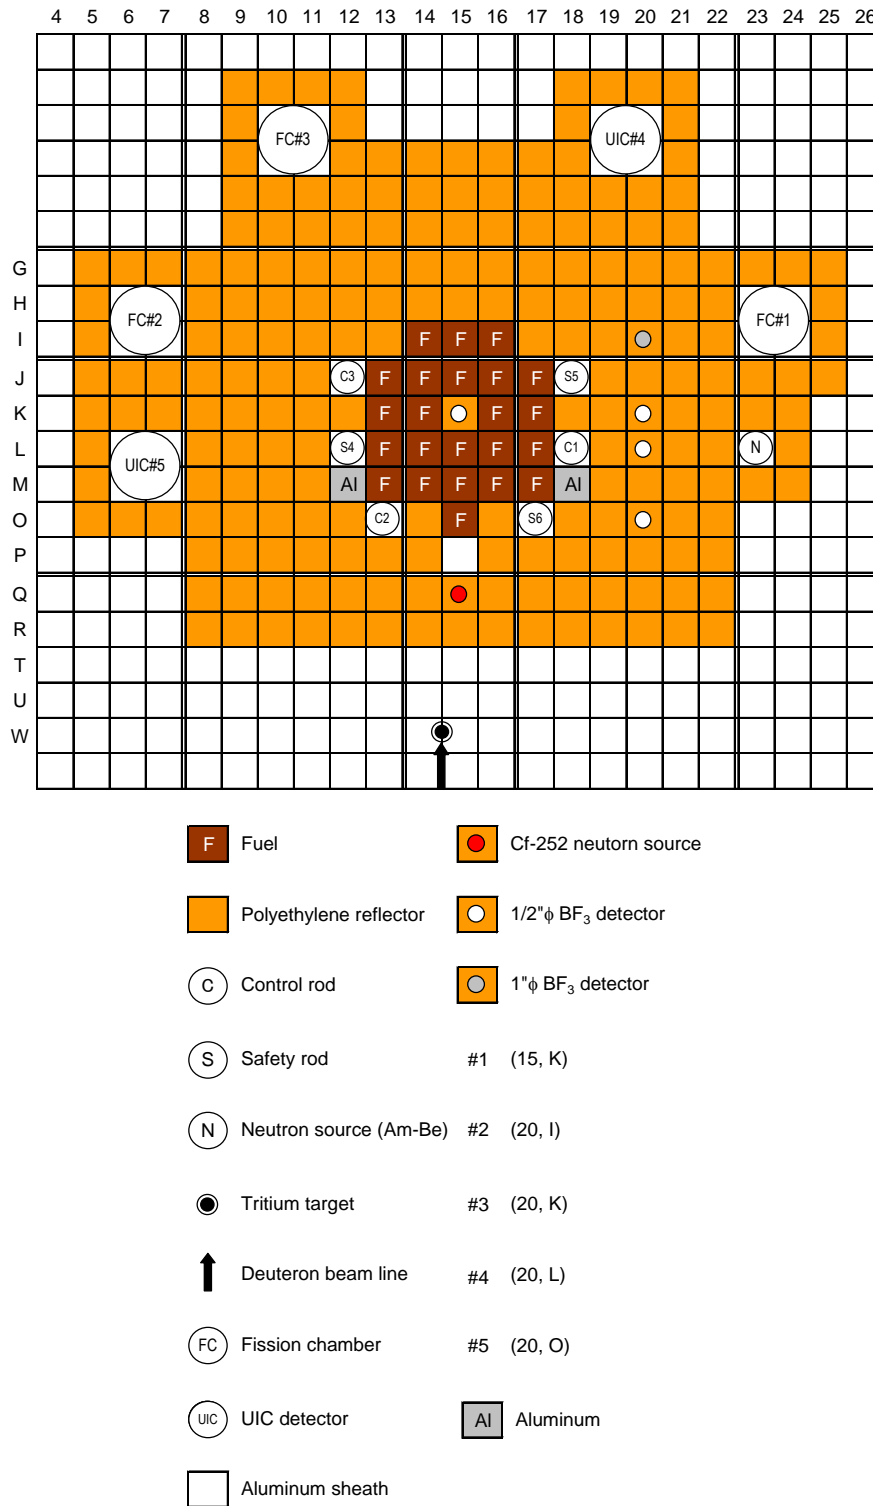 4 5 6 7 8 9 10 11 12 13 14 15 16 17 18 19 20 21 22 23 24 25 26
FC#3 UIC#4
G
H
FC#2 FC#1
I F F F
J C3 F F F F F S5
K F F F F
L S4 F F F F F C1 N
UIC#5
M Al F F F F F Al
O C2 F S6
P
Q
R
T
U
W
F Fuel Cf-252 neutorn source
Polyethylene reflector 1/2"ϕ BF₃ detector
C Control rod 1"ϕ BF₃ detector
S Safety rod #1 (15, K)
N Neutron source (Am-Be) #2 (20, I)
Tritium target #3 (20, K)
Deuteron beam line #4 (20, L)
FC Fission chamber #5 (20, O)
UIC UIC detector Al Aluminum
Aluminum sheath